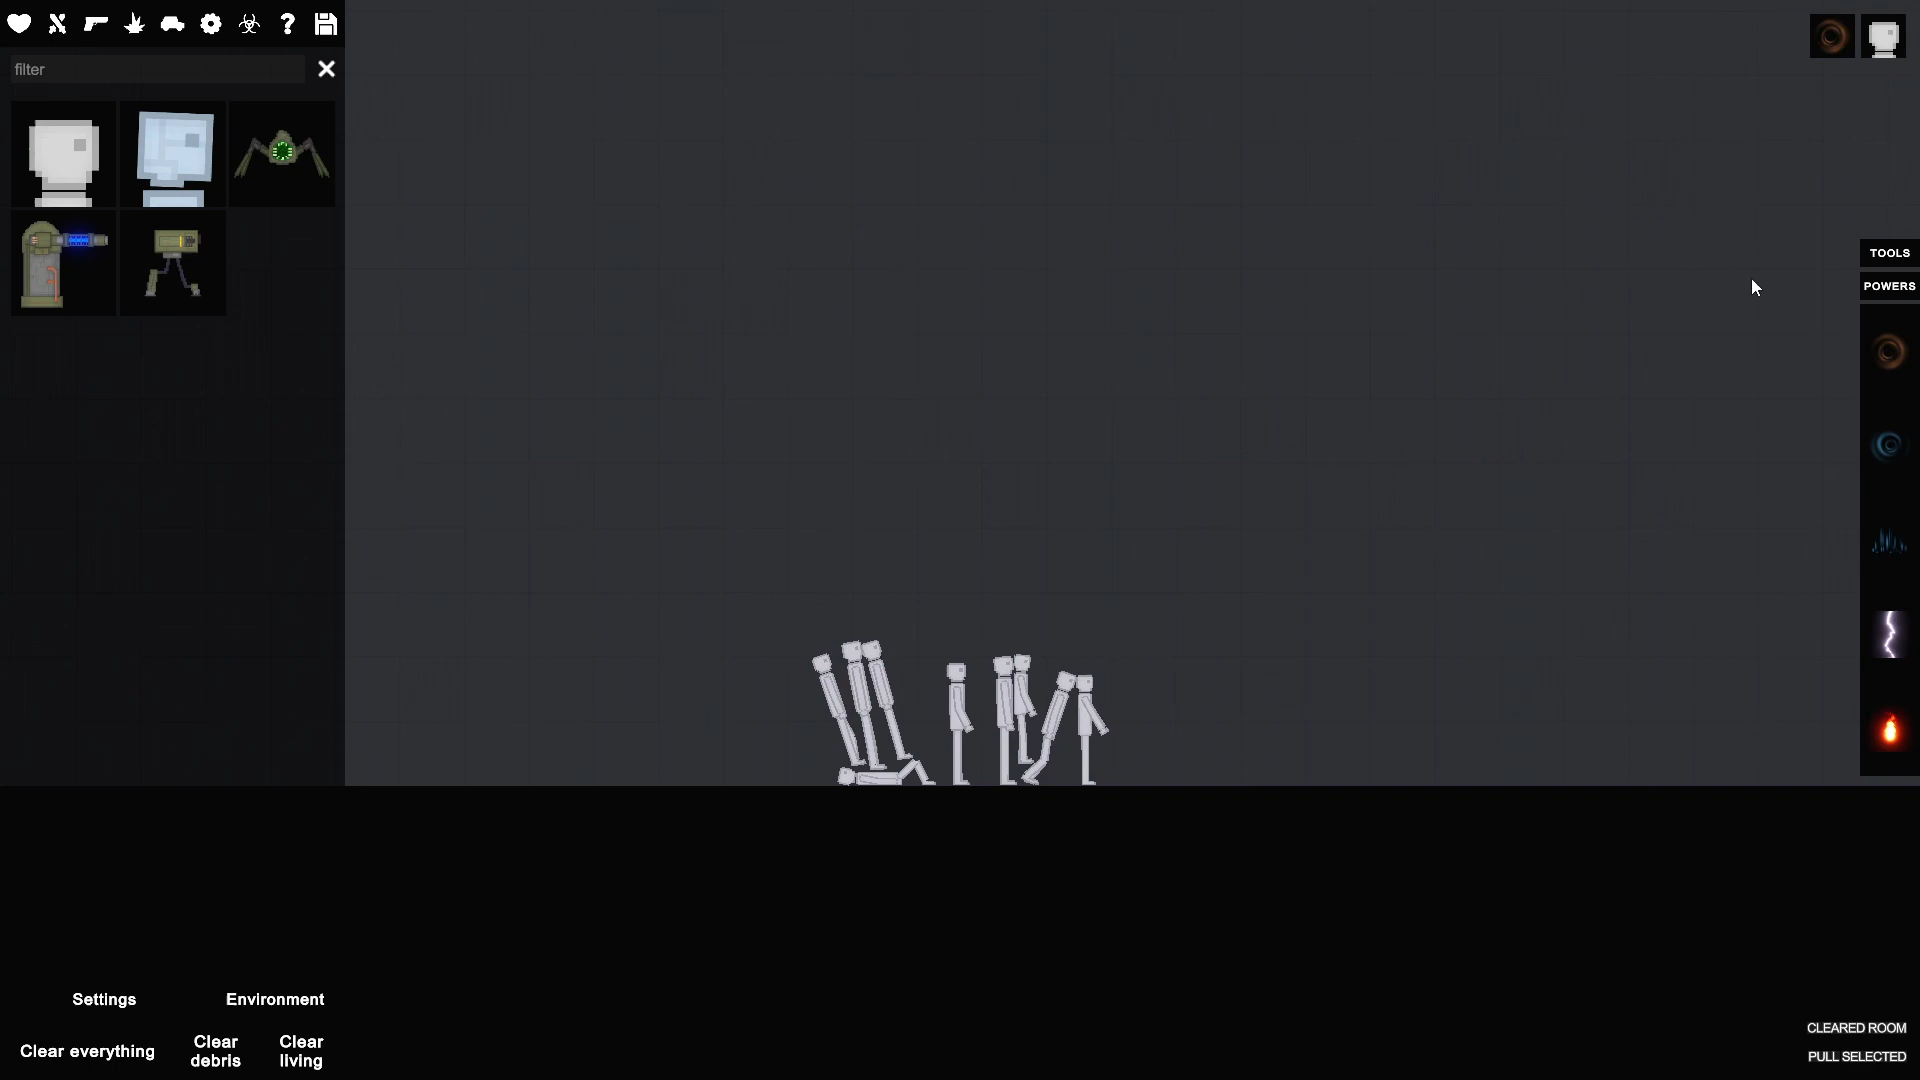 filter
TOOLS
POWERS
Settings
Environment
Clear everything
Clear
debris
Clear
living
CLEARED ROOM
PULL SELECTED